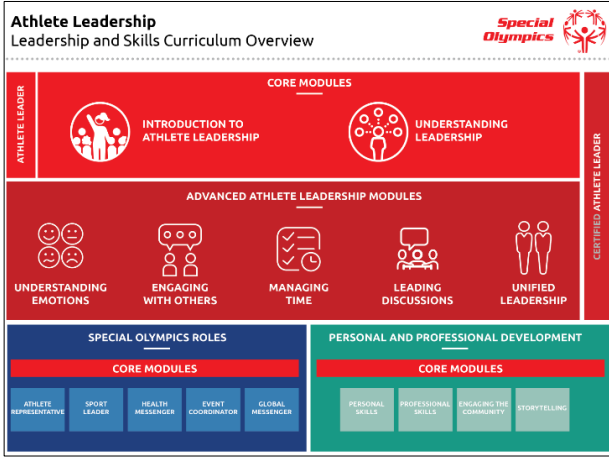 Athlete Leadership
Leadership and Skills Curriculum Overview
Special
Olympics
ATHLETE LEADER
CORE MODULES
INTRODUCTION TO
ATHLETE LEADERSHIP
UNDERSTANDING
LEADERSHIP
CERTIFIED ATHLETE LEADER
ADVANCED ATHLETE LEADERSHIP MODULES
UNDERSTANDING
EMOTIONS
ENGAGING
WITH OTHERS
MANAGING
TIME
LEADING
DISCUSSIONS
UNIFIED
LEADERSHIP
SPECIAL OLYMPICS ROLES
CORE MODULES
ATHLETE
REPRESENTATIVE
SPORT
LEADER
HEALTH
MESSENGER
EVENT
COORDINATOR
GLOBAL
MESSENGER
PERSONAL AND PROFESSIONAL DEVELOPMENT
CORE MODULES
PERSONAL
SKILLS
PROFESSIONAL
SKILLS
ENGAGING THE
COMMUNITY
STORYTELLING